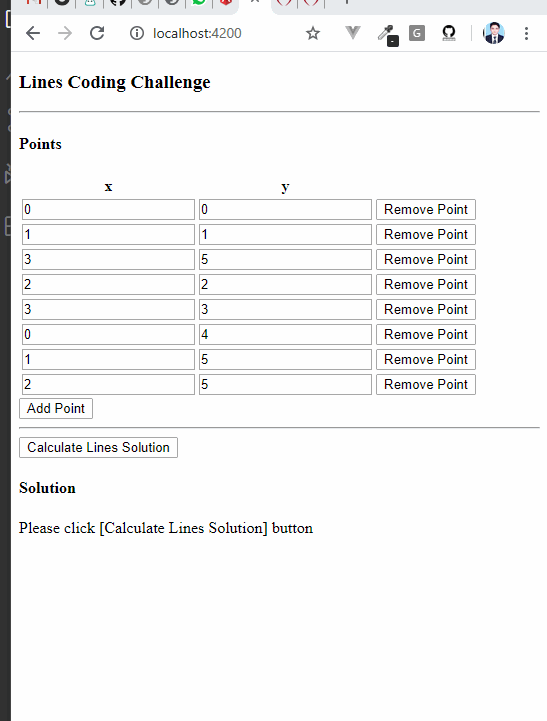 localhost:4200
G
Lines Coding Challenge
Points
x y
0 0 Remove Point
1 1 Remove Point
3 5 Remove Point
2 2 Remove Point
3 3 Remove Point
0 4 Remove Point
1 5 Remove Point
2 5 Remove Point
Add Point
Calculate Lines Solution
Solution
Please click [Calculate Lines Solution] button